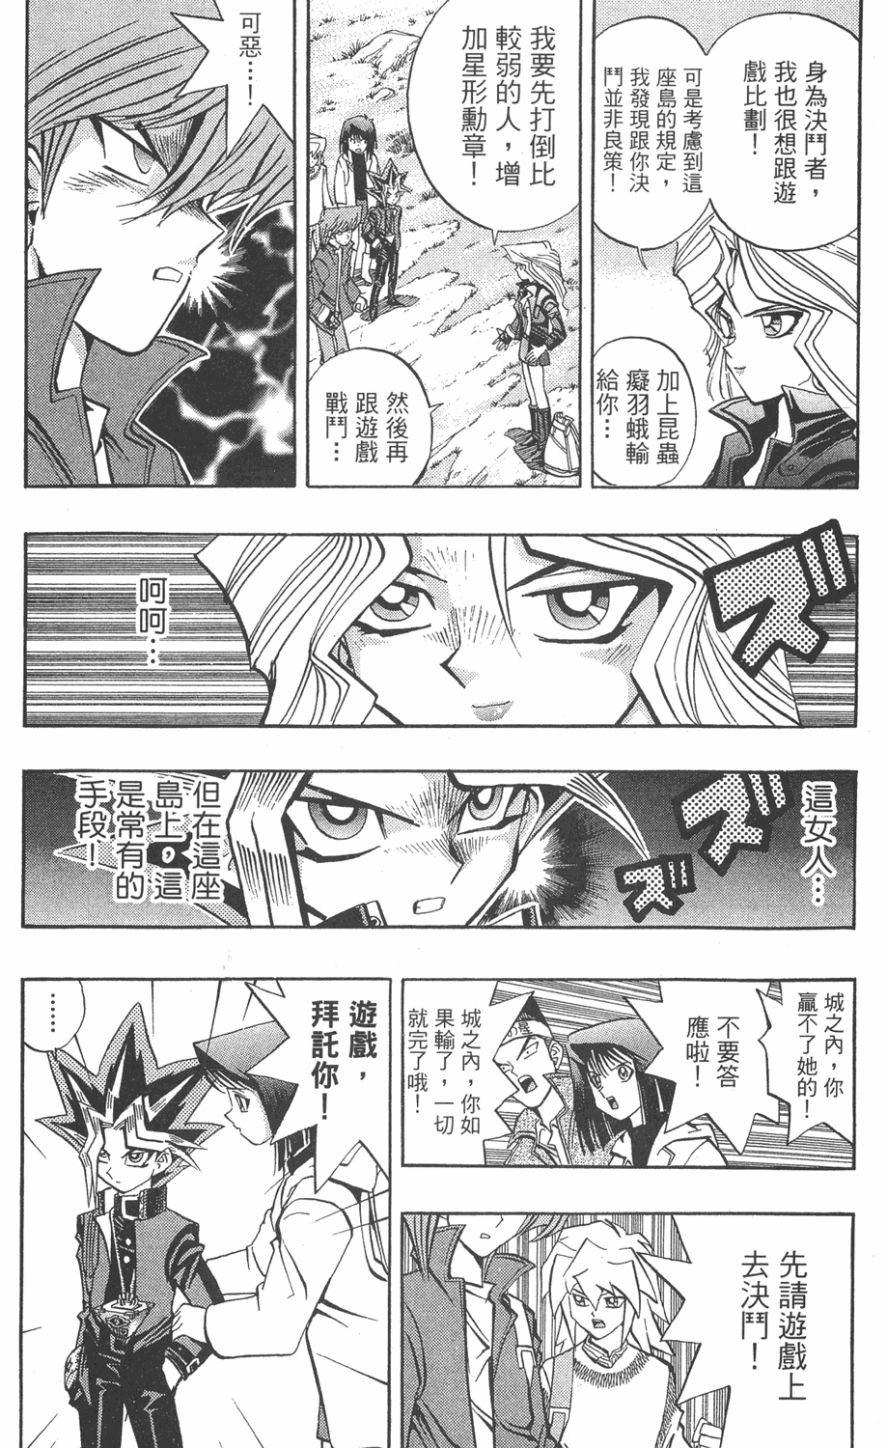 身為決鬥者，
我也很想跟遊
戲比劃！
可是考慮到這
座島的規定，
我發現跟你決
鬥並非良策！
加上昆蟲
癡羽蛾輸
給你…
我要先打倒比
較弱的人，增
加星形勳章！
然後再
跟遊戲
戰鬥…
可惡…！
ズ
呵呵…
這女人…
ズ
ズ
ズ
但在這座
島上，這
是常有的
手段！
城之內，你
贏不了她的！
不要答
應啦！
城之內，你如
果輸了，一切
就完了哦！
遊戲，
拜託你！
……
先請遊戲上
去決鬥！